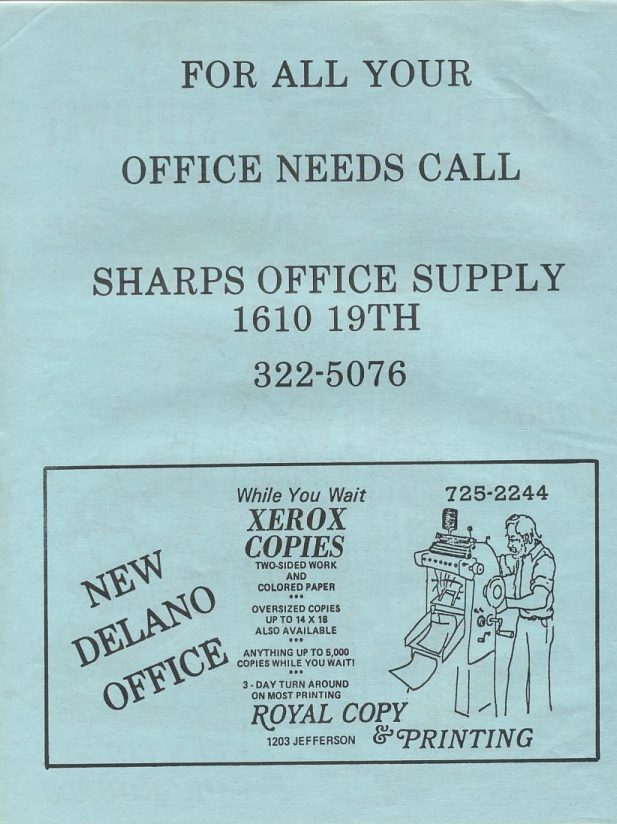 FOR ALL YOUR
OFFICE NEEDS CALL
SHARPS OFFICE SUPPLY
1610 19TH
322-5076
NEW
DELANO
OFFICE
While You Wait
XEROX
COPIES
TWO-SIDED WORK
AND
COLORED PAPER
***
OVERSIZED COPIES
UP TO 14 X 18
ALSO AVAILABLE
***
ANYTHING UP TO 5,000
COPIES WHILE YOU WAIT!
***
3 - DAY TURN AROUND
ON MOST PRINTING
ROYAL COPY
& PRINTING
1203 JEFFERSON
725-2244